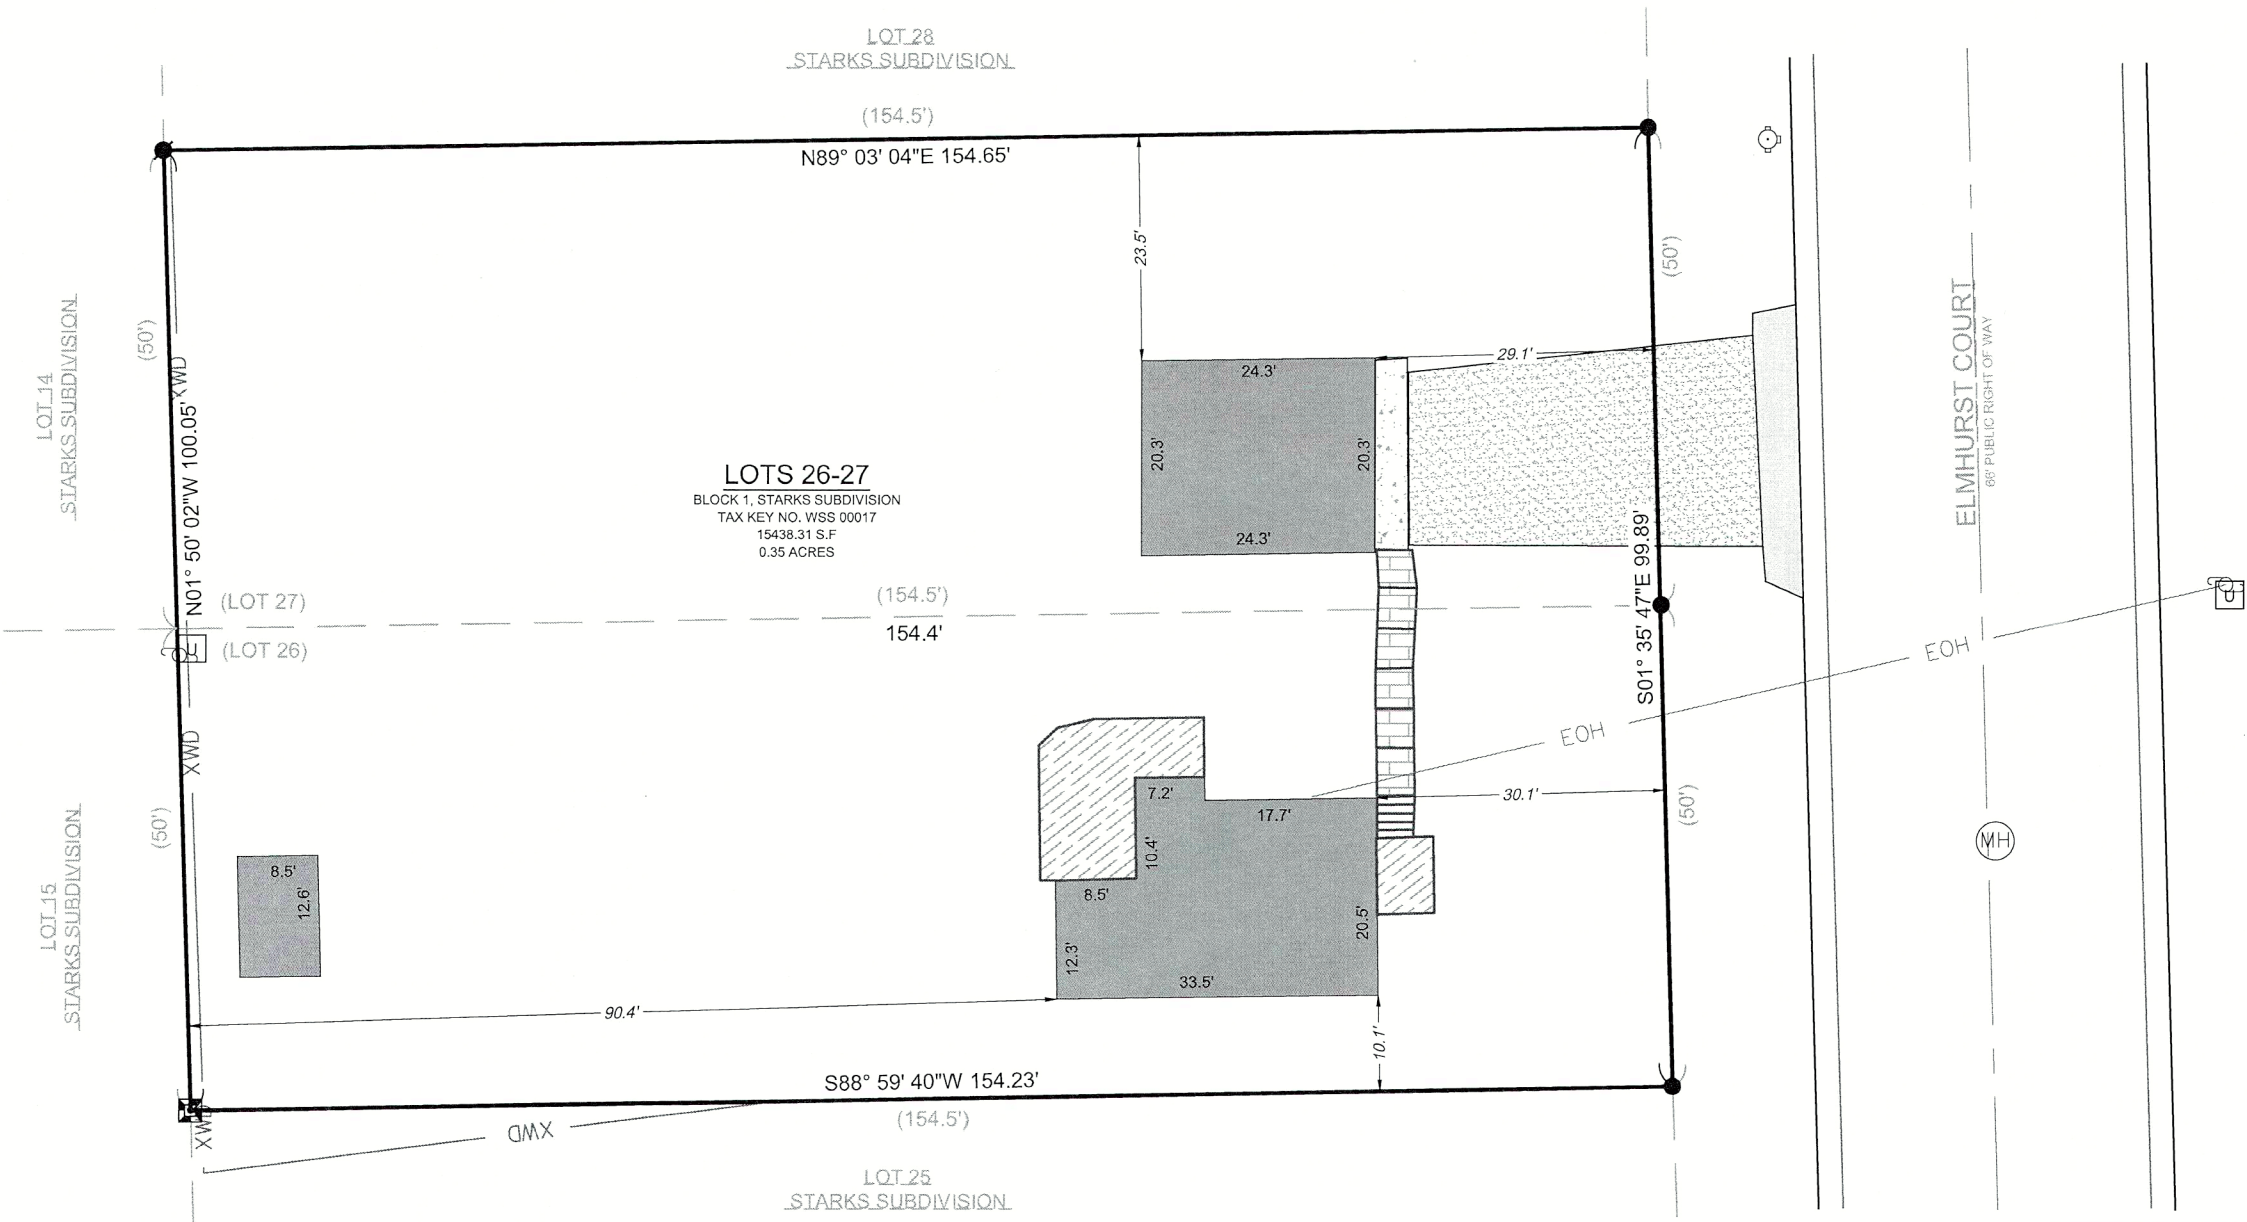 LOT 28
STARKS SUBDIVISION
(154.5')
N89° 03' 04"E 154.65'
23.5'
(50')
(50')
LOT 14
STARKS SUBDIVISION
XWD
N01° 50' 02"W 100.05'
29.1'
24.3'
20.3'
20.3'
24.3'
ELMHURST COURT
66' PUBLIC RIGHT OF WAY
LOTS 26-27
BLOCK 1, STARKS SUBDIVISION
TAX KEY NO. WSS 00017
15438.31 S.F
0.35 ACRES
S01° 35' 47"E 99.89'
(LOT 27)
(154.5')
154.4'
(LOT 26)
U
U
EOH
EOH
XWD
(50')
(50')
7.2'
17.7'
30.1'
10.4'
MH
8.5'
12.6'
8.5'
20.5'
12.3'
33.5'
LOT 15
STARKS SUBDIVISION
90.4'
10.1'
S88° 59' 40"W 154.23'
(154.5')
XW
XWD
LOT 25
STARKS SUBDIVISION